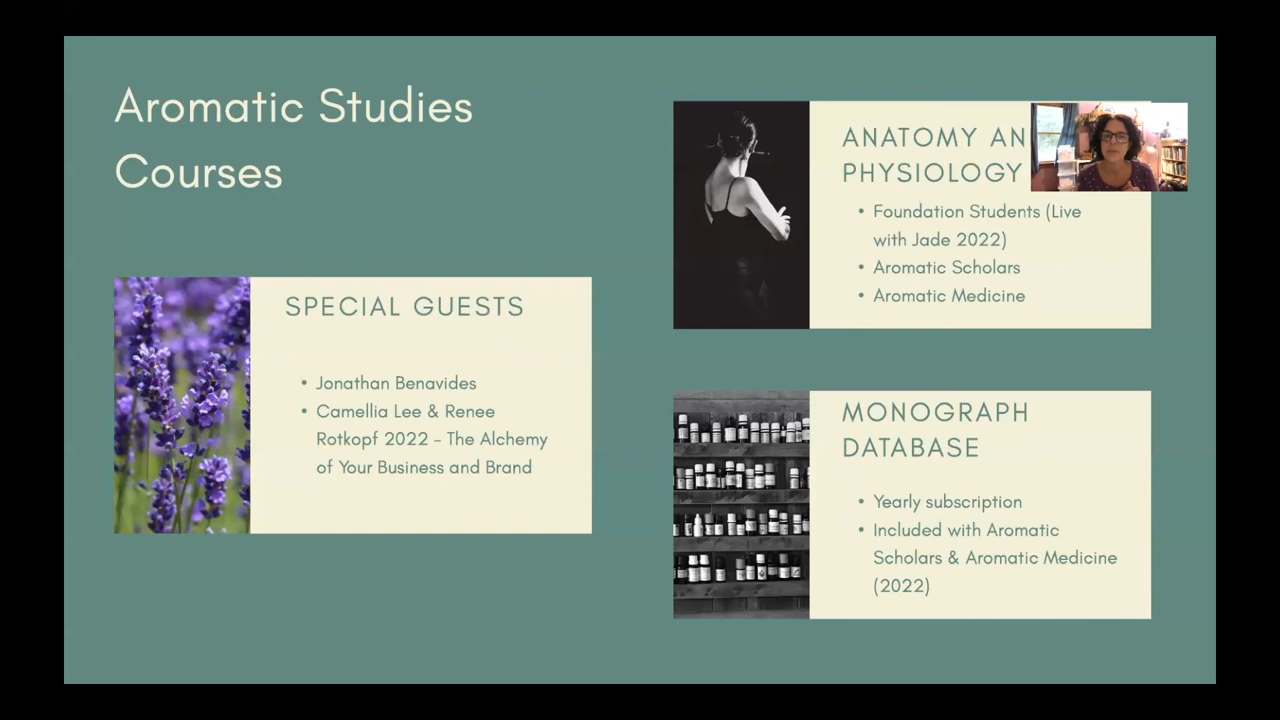 Aromatic Studies
Courses
SPECIAL GUESTS
• Jonathan Benavides
• Camellia Lee & Renee
Rotkopf 2022 - The Alchemy
of Your Business and Brand
ANATOMY AN
PHYSIOLOGY
• Foundation Students (Live
with Jade 2022)
• Aromatic Scholars
• Aromatic Medicine
MONOGRAPH
DATABASE
• Yearly subscription
• Included with Aromatic
Scholars & Aromatic Medicine
(2022)